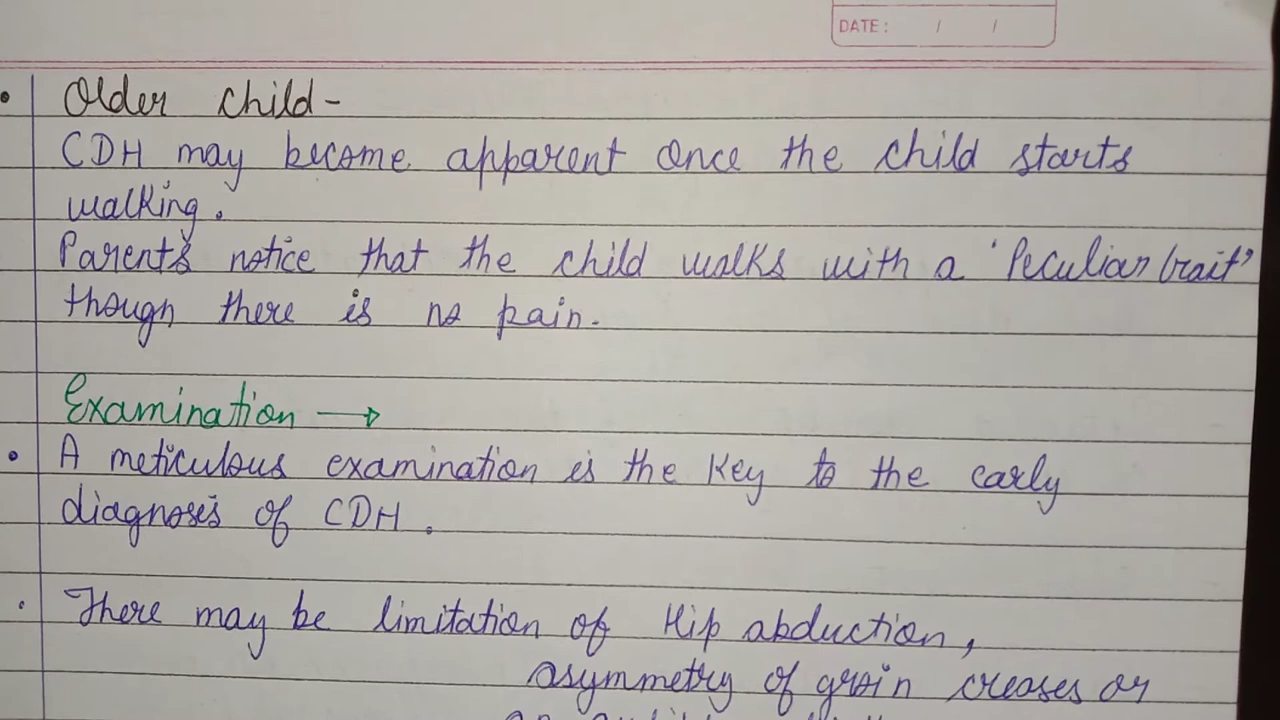 DATE: / /
• Older child -
CDH may become apparent once the child starts
walking.
Parents notice that the child walks with a 'Peculiar Gait'
though there is no pain.
Examination →
• A meticulous examination is the key to the early
diagnosis of CDH.
• There may be limitation of Hip abduction,
asymmetry of groin creases or